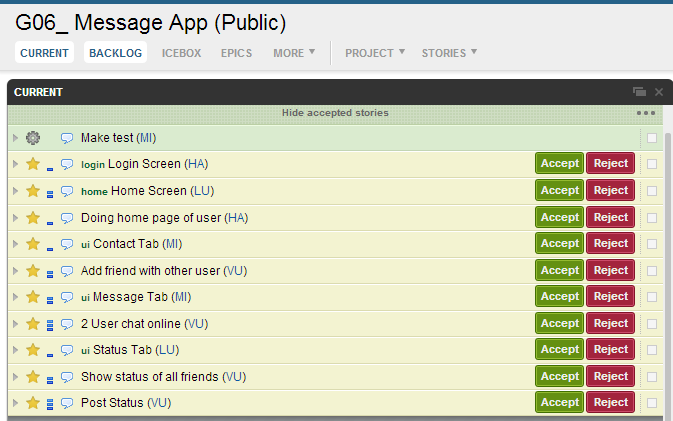 G06_ Message App (Public)
CURRENT BACKLOG ICEBOX EPICS MORE PROJECT STORIES
CURRENT
Hide accepted stories
Make test (MI)
login Login Screen (HA) Accept Reject
home Home Screen (LU) Accept Reject
Doing home page of user (HA) Accept Reject
ui Contact Tab (MI) Accept Reject
Add friend with other user (VU) Accept Reject
ui Message Tab (MI) Accept Reject
2 User chat online (VU) Accept Reject
ui Status Tab (LU) Accept Reject
Show status of all friends (VU) Accept Reject
Post Status (VU) Accept Reject